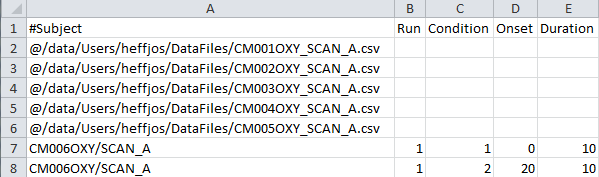 A B C D E
1 #Subject Run Condition Onset Duration
2 @/data/Users/heffjos/DataFiles/CM001OXY_SCAN_A.csv
3 @/data/Users/heffjos/DataFiles/CM002OXY_SCAN_A.csv
4 @/data/Users/heffjos/DataFiles/CM003OXY_SCAN_A.csv
5 @/data/Users/heffjos/DataFiles/CM004OXY_SCAN_A.csv
6 @/data/Users/heffjos/DataFiles/CM005OXY_SCAN_A.csv
7 CM006OXY/SCAN_A 1 1 0 10
8 CM006OXY/SCAN_A 1 2 20 10